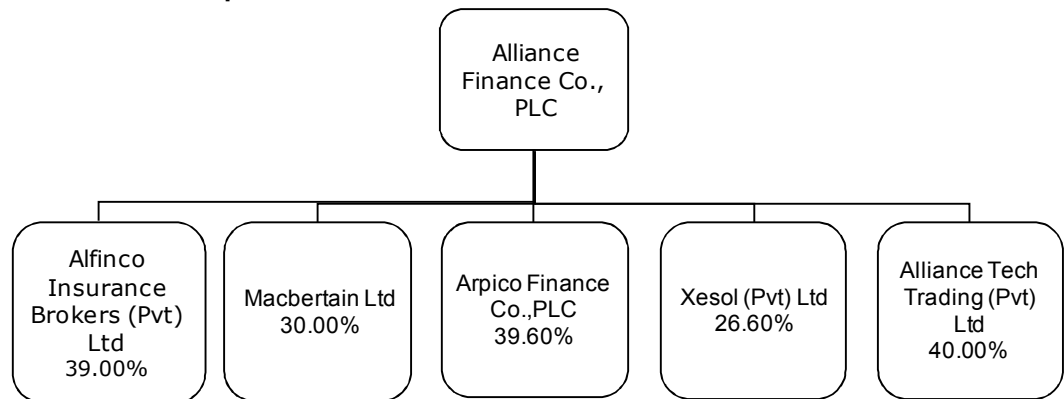 Alliance
Finance Co.,
PLC
Alfinco
Insurance
Brokers (Pvt)
Ltd
39.00%
Macbertain Ltd
30.00%
Arpico Finance
Co.,PLC
39.60%
Xesol (Pvt) Ltd
26.60%
Alliance Tech
Trading (Pvt)
Ltd
40.00%